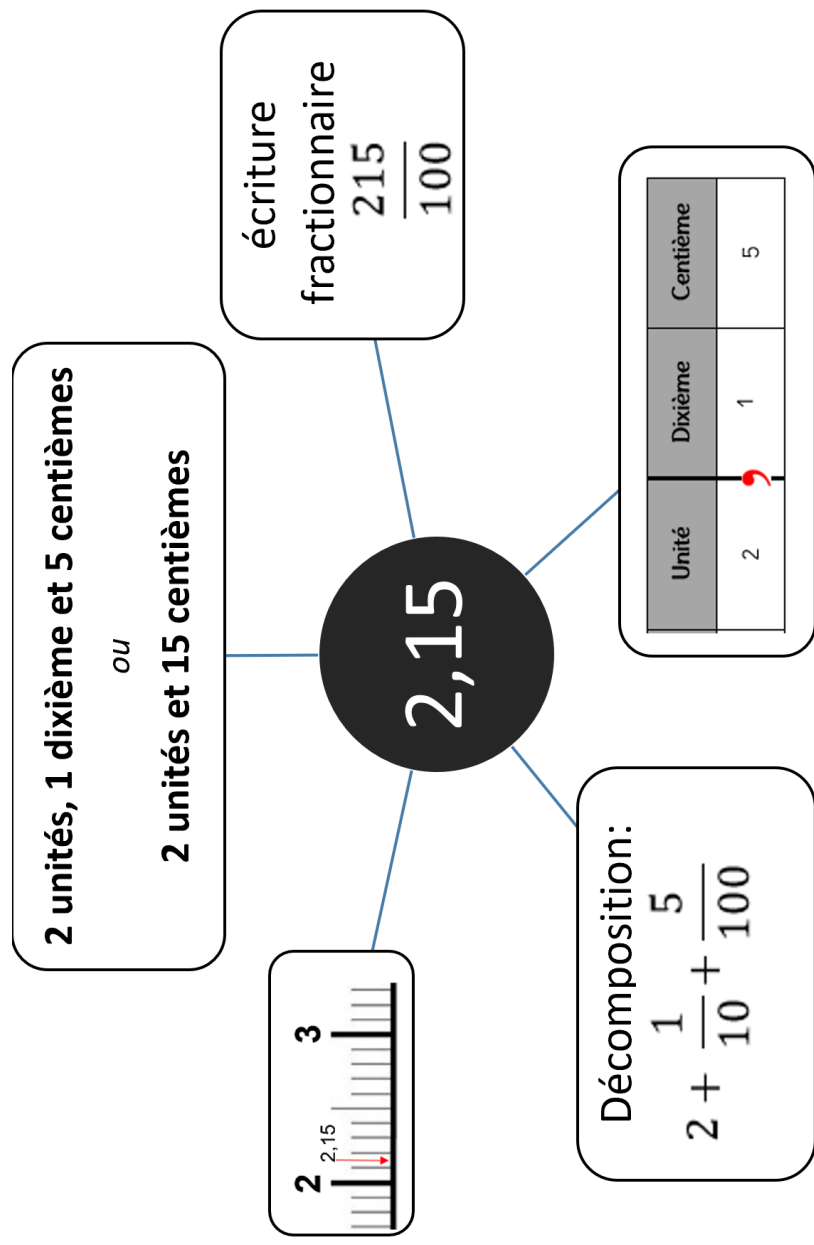 2 unités, 1 dixième et 5 centièmes
ou
2 unités et 15 centièmes
2 3
2,15
2,15
écriture
fractionnaire
215
100
Décomposition:
2 + 1/10 + 5/100
Unité Dixième Centième
2 , 1 5